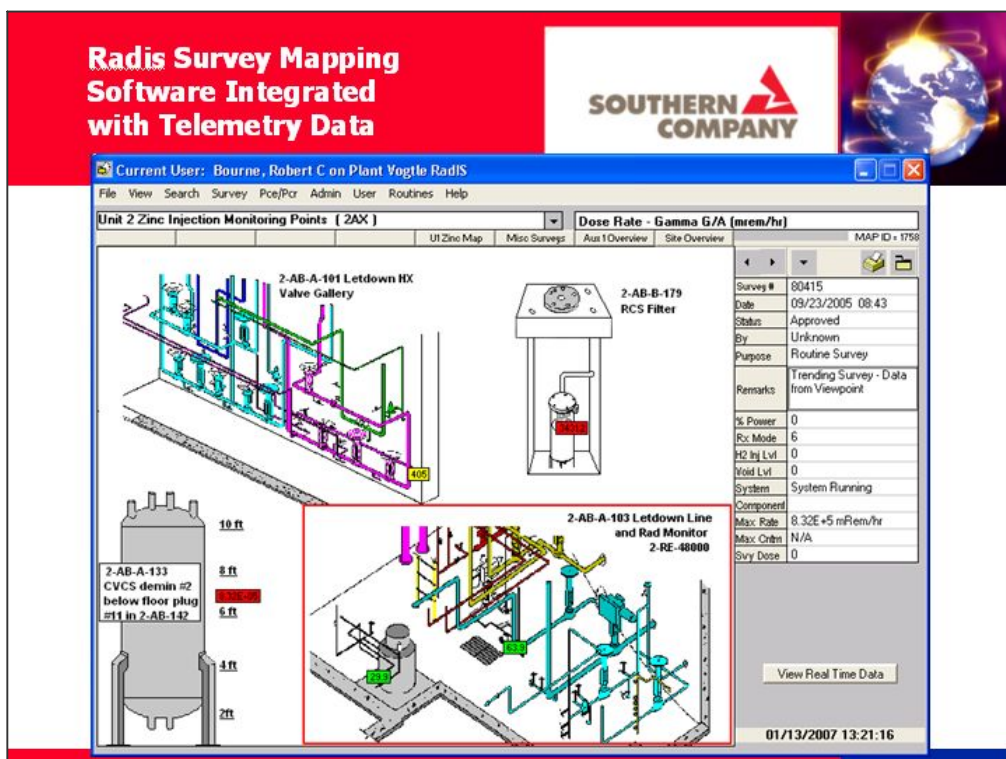 Radis Survey Mapping
Software Integrated
with Telemetry Data
SOUTHERN
COMPANY
Current User: Bourne, Robert C on Plant Vogtle RadIS
File View Search Survey Pce/Pcr Admin User Routines Help
Unit 2 Zinc Injection Monitoring Points ( 2AX )
Dose Rate - Gamma G/A (mrem/hr)
U1 Zinc Map Misc Surveys Aux 1 Overview Site Overview
MAP ID = 1758
2-AB-A-101 Letdown HX
Valve Gallery
405
2-AB-B-179
RCS Filter
Survey # 80415
Date 09/23/2005 08:43
Status Approved
By Unknown
Purpose Routine Survey
Remarks Trending Survey - Data
from Viewpoint
% Power 0
Rx Mode 6
H2 Inj Lvl 0
Void Lvl 0
System System Running
Component
Max Rate 8.32E+5 mRem/hr
Max Cntm N/A
Svy Dose 0
10 ft
8 ft
6 ft
4 ft
2ft
2-AB-A-133
CVCS demin #2
below floor plug
#11 in 2-AB-142
2-AB-A-103 Letdown Line
and Rad Monitor
2-RE-48000
63.9
29.9
View Real Time Data
01/13/2007 13:21:16